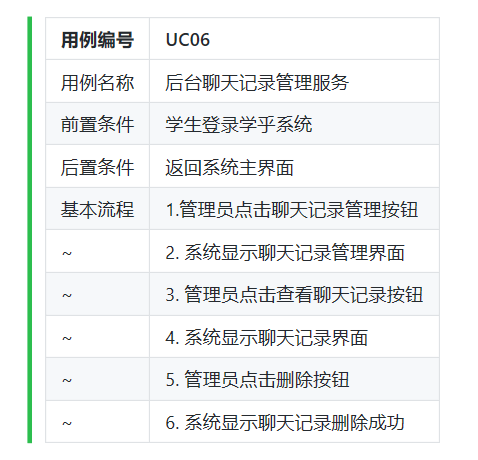 用例编号 UC06
用例名称 后台聊天记录管理服务
前置条件 学生登录学乎系统
后置条件 返回系统主界面
基本流程 1.管理员点击聊天记录管理按钮
~ 2. 系统显示聊天记录管理界面
~ 3. 管理员点击查看聊天记录按钮
~ 4. 系统显示聊天记录界面
~ 5. 管理员点击删除按钮
~ 6. 系统显示聊天记录删除成功